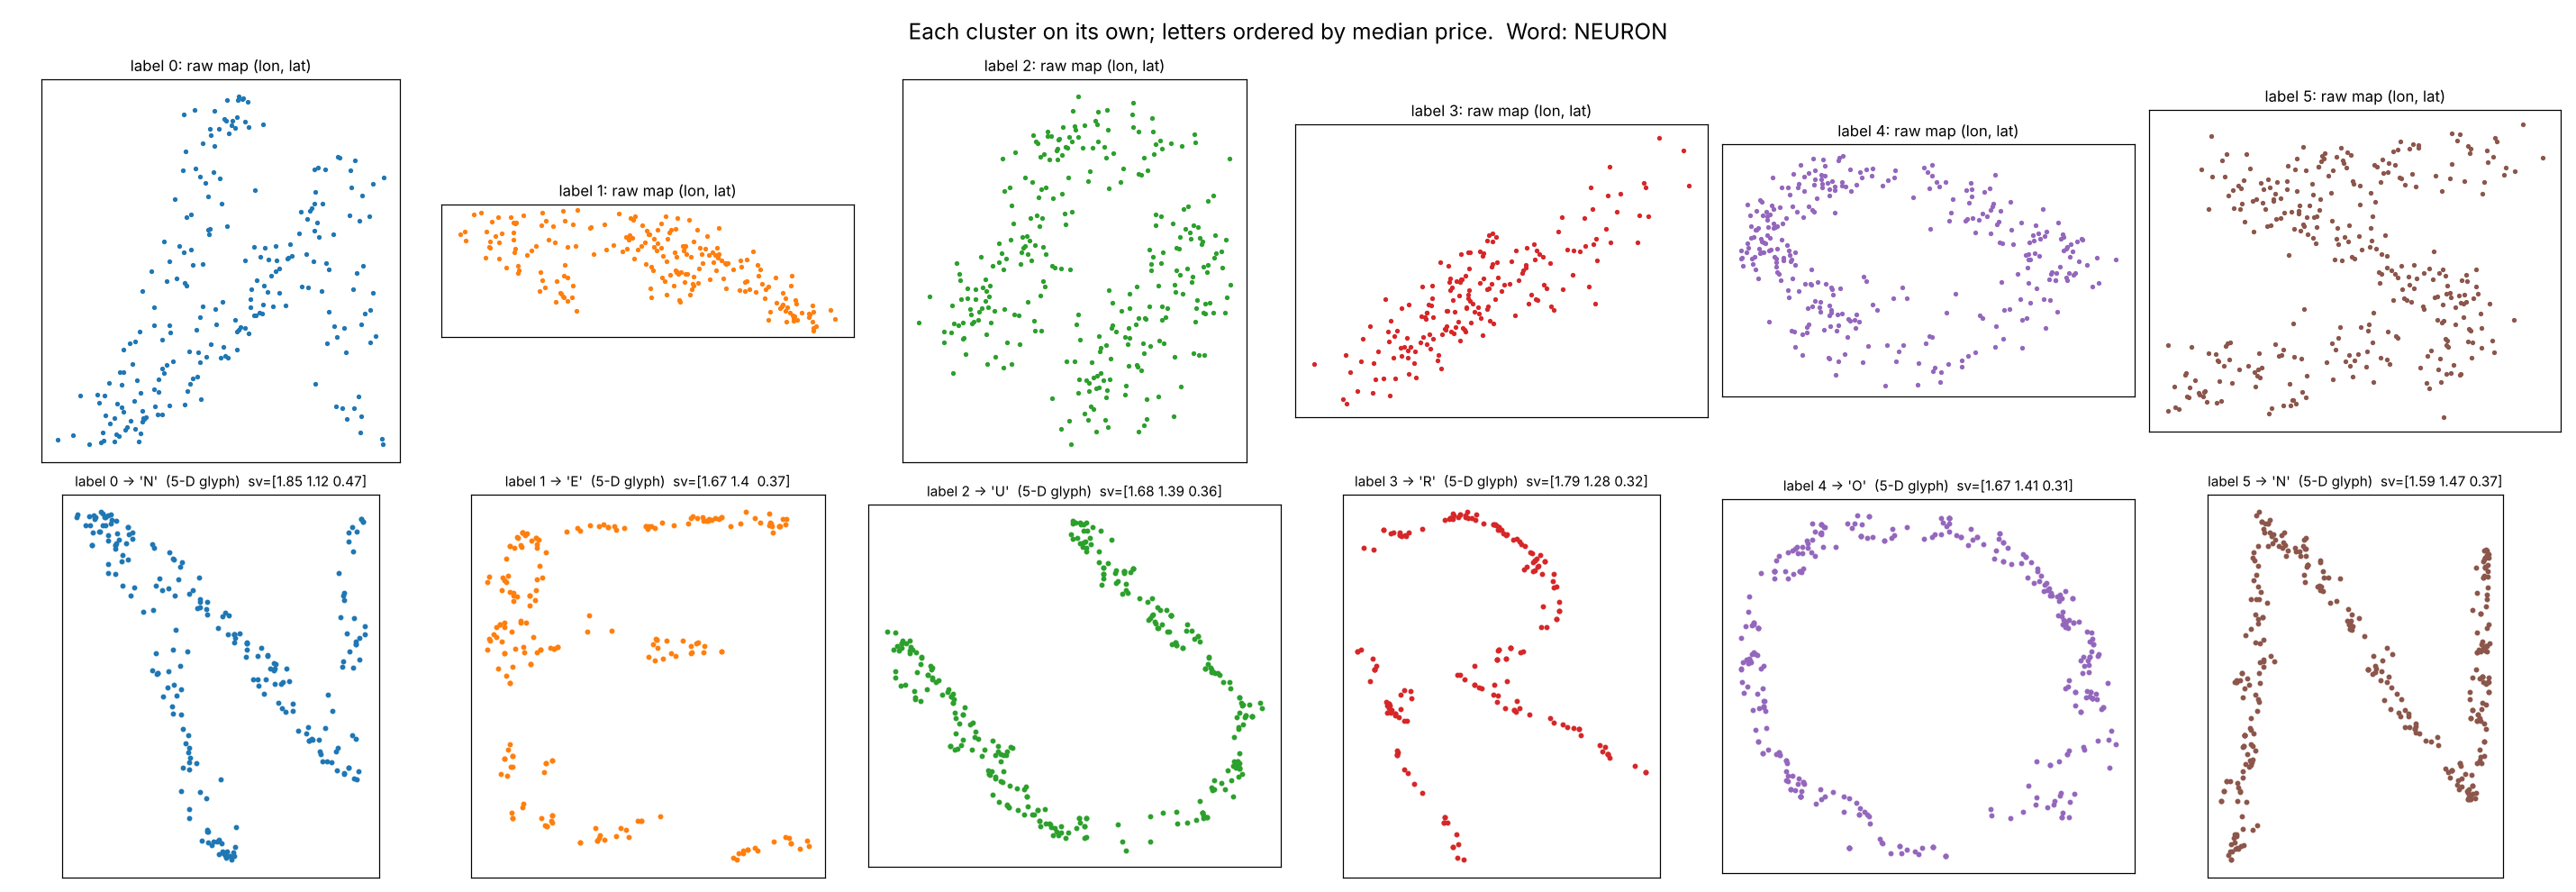 Each cluster on its own; letters ordered by median price.  Word: NEURON
label 0: raw map (lon, lat)
label 1: raw map (lon, lat)
label 2: raw map (lon, lat)
label 3: raw map (lon, lat)
label 4: raw map (lon, lat)
label 5: raw map (lon, lat)
label 0 → 'N'  (5-D glyph)  sv=[1.85 1.12 0.47]
label 1 → 'E'  (5-D glyph)  sv=[1.67 1.4  0.37]
label 2 → 'U'  (5-D glyph)  sv=[1.68 1.39 0.36]
label 3 → 'R'  (5-D glyph)  sv=[1.79 1.28 0.32]
label 4 → 'O'  (5-D glyph)  sv=[1.67 1.41 0.31]
label 5 → 'N'  (5-D glyph)  sv=[1.59 1.47 0.37]